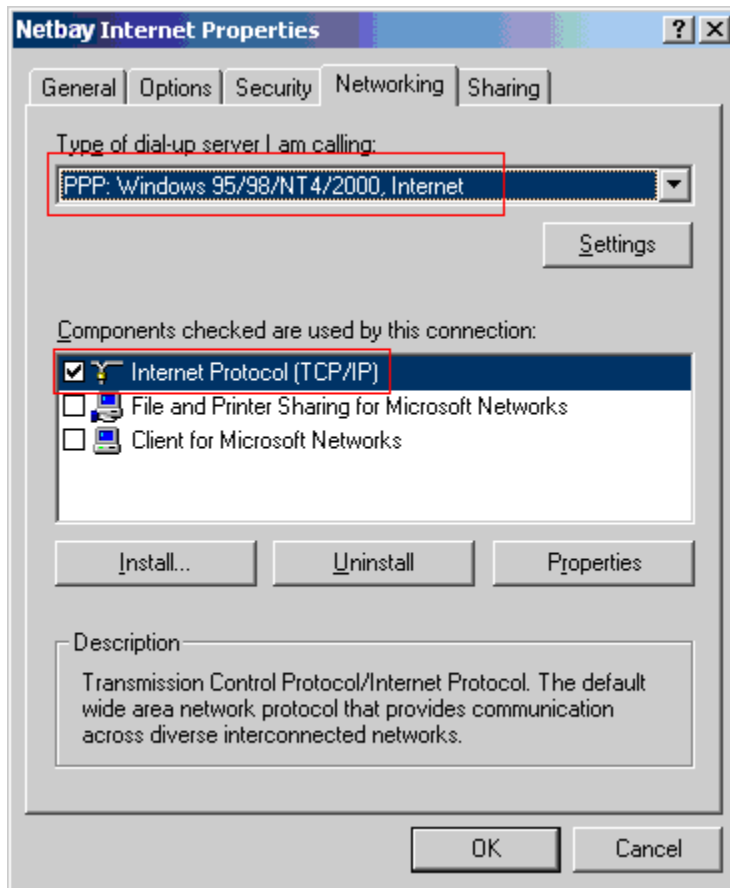 Netbay Internet Properties
General Options Security Networking Sharing
Type of dial-up server I am calling:
PPP: Windows 95/98/NT4/2000, Internet
Settings
Components checked are used by this connection:
Internet Protocol (TCP/IP)
File and Printer Sharing for Microsoft Networks
Client for Microsoft Networks
Install... Uninstall Properties
Description
Transmission Control Protocol/Internet Protocol. The default
wide area network protocol that provides communication
across diverse interconnected networks.
OK Cancel